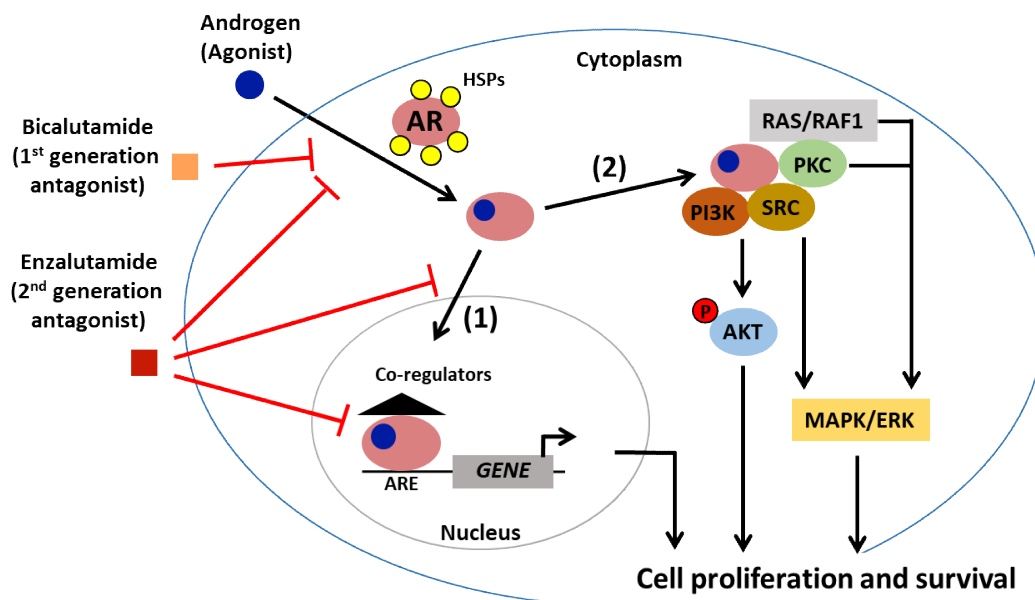 Androgen
(Agonist)
Cytoplasm
HSPs
AR
RAS/RAF1
Bicalutamide
(1st generation
antagonist)
(2)
PKC
PI3K
SRC
Enzalutamide
(2nd generation
antagonist)
(1)
P
AKT
Co-regulators
MAPK/ERK
GENE
ARE
Nucleus
Cell proliferation and survival